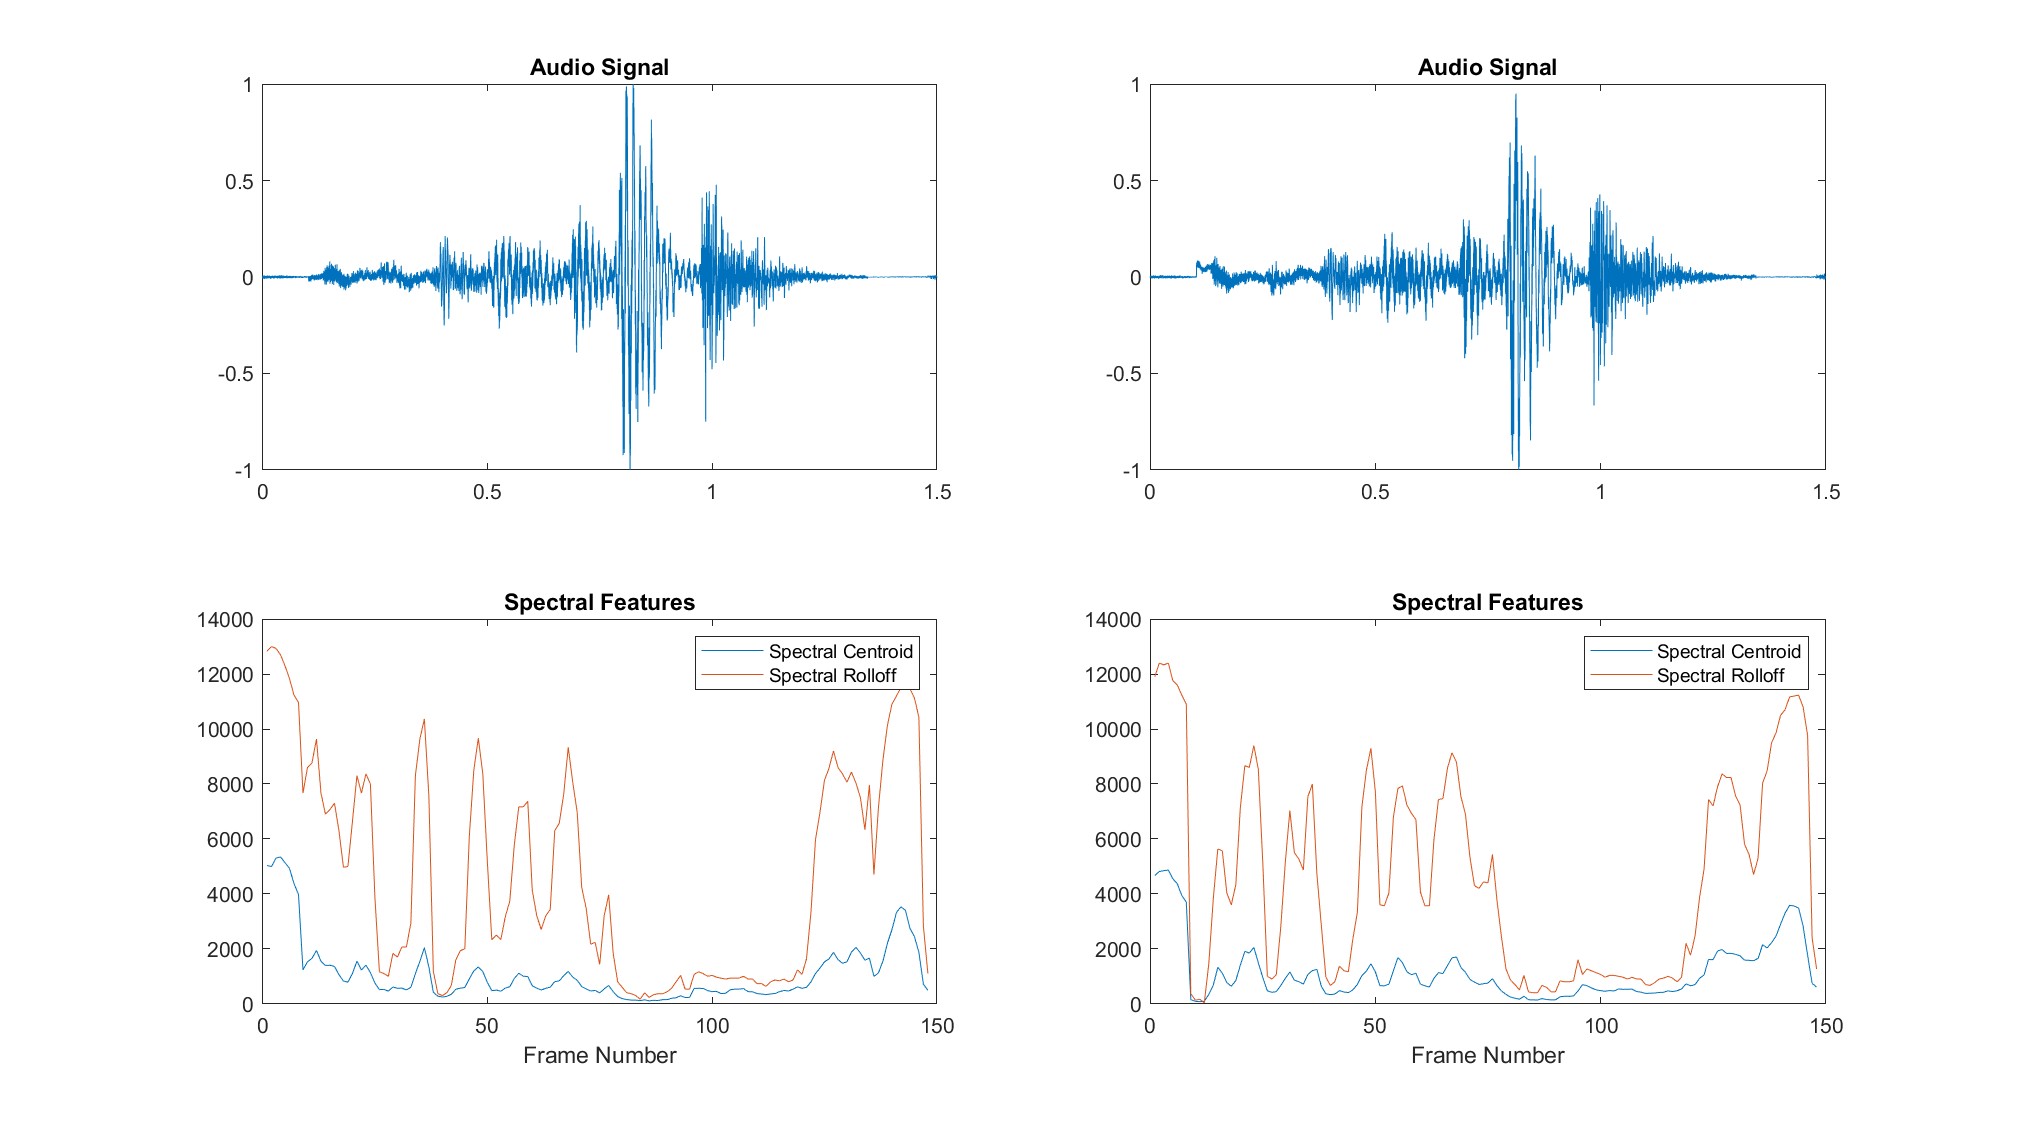 Audio Signal
1
0.5
0
-0.5
-1
0 0.5 1 1.5
Audio Signal
1
0.5
0
-0.5
-1
0 0.5 1 1.5
Spectral Features
14000
12000
10000
8000
6000
4000
2000
0
Spectral Centroid
Spectral Rolloff
0 50 100 150
Frame Number
Spectral Features
14000
12000
10000
8000
6000
4000
2000
0
Spectral Centroid
Spectral Rolloff
0 50 100 150
Frame Number